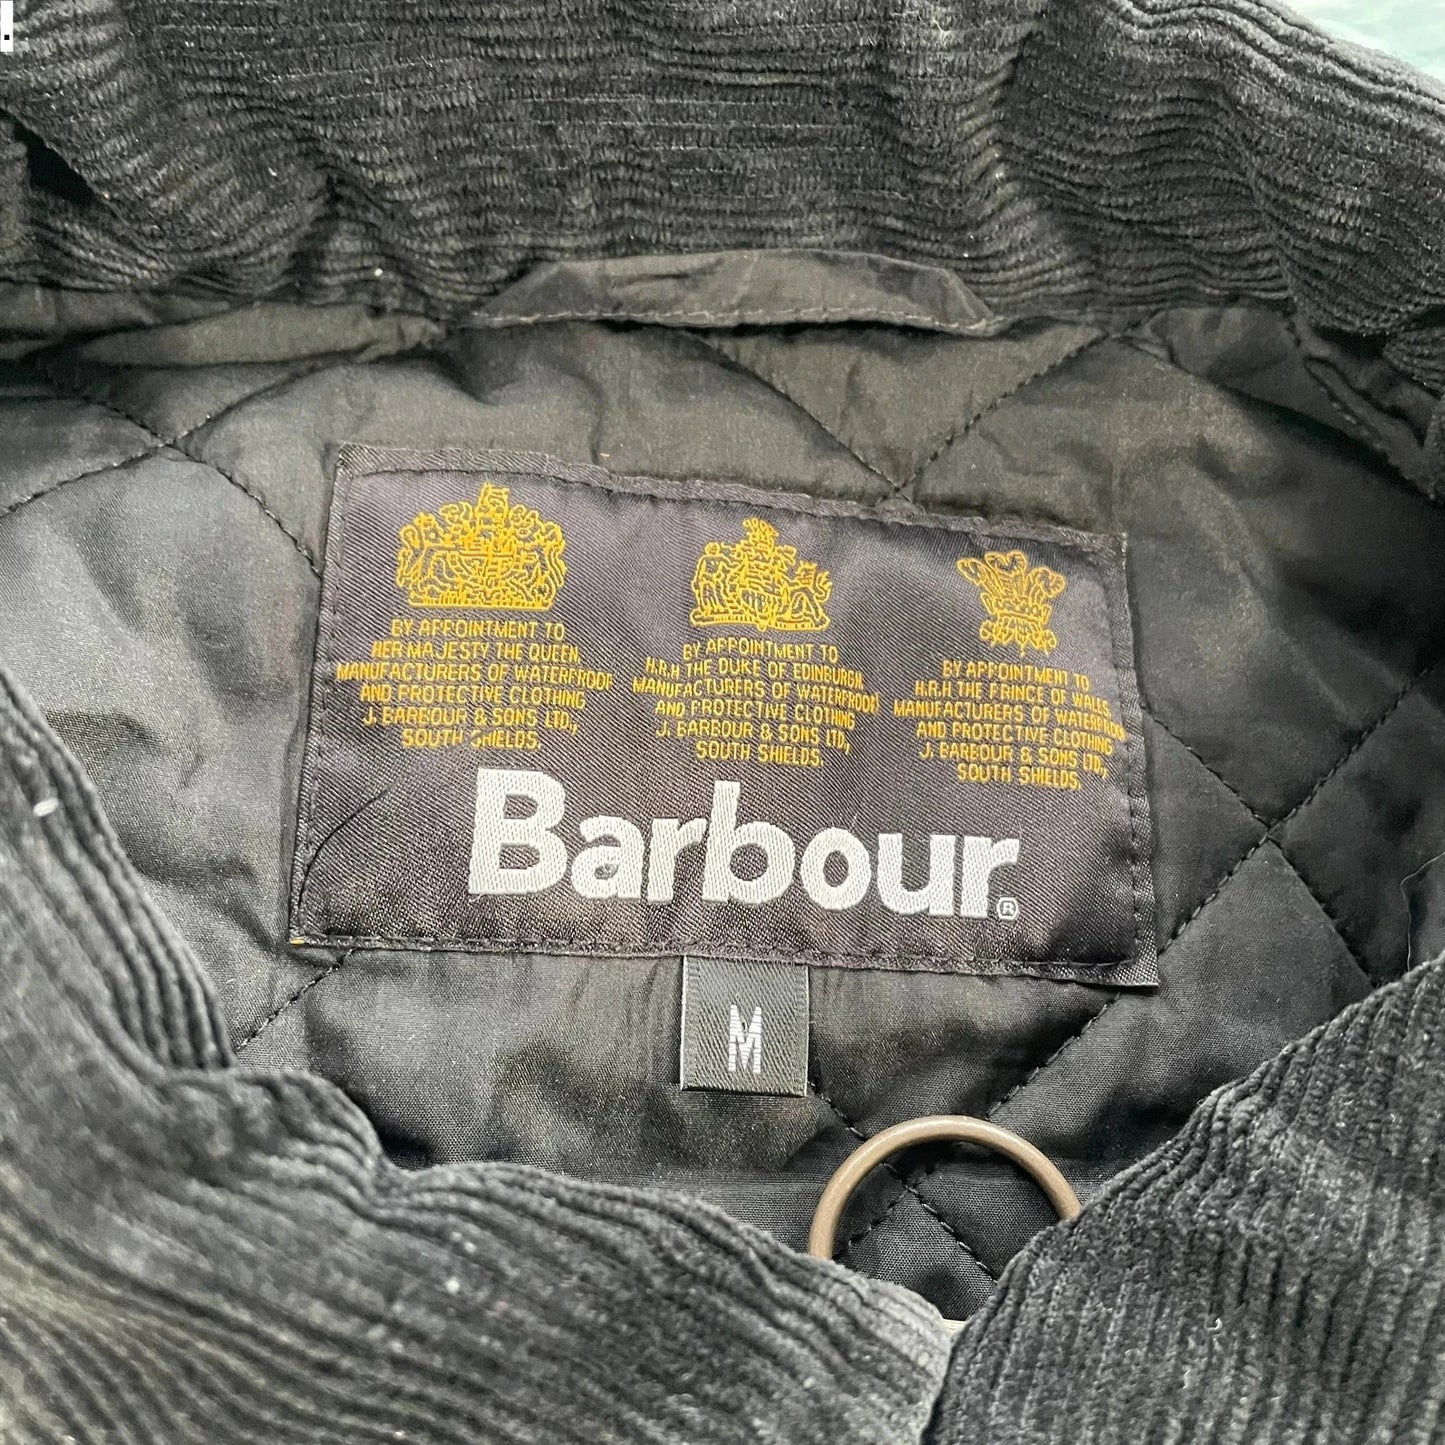 BY APPOINTMENT TO
HER MAJESTY THE QUEEN,
MANUFACTURERS OF WATERPROOF
AND PROTECTIVE CLOTHING
J. BARBOUR & SONS LTD.,
SOUTH SHIELDS.
BY APPOINTMENT TO
H.R.H THE DUKE OF EDINBURGH
MANUFACTURERS OF WATERPROOF
AND PROTECTIVE CLOTHING
J. BARBOUR & SONS LTD.,
SOUTH SHIELDS.
BY APPOINTMENT TO
H.R.H THE PRINCE OF WALES
MANUFACTURERS OF WATERPROOF
AND PROTECTIVE CLOTHING
J. BARBOUR & SONS LTD.,
SOUTH SHIELDS.
Barbour®
M